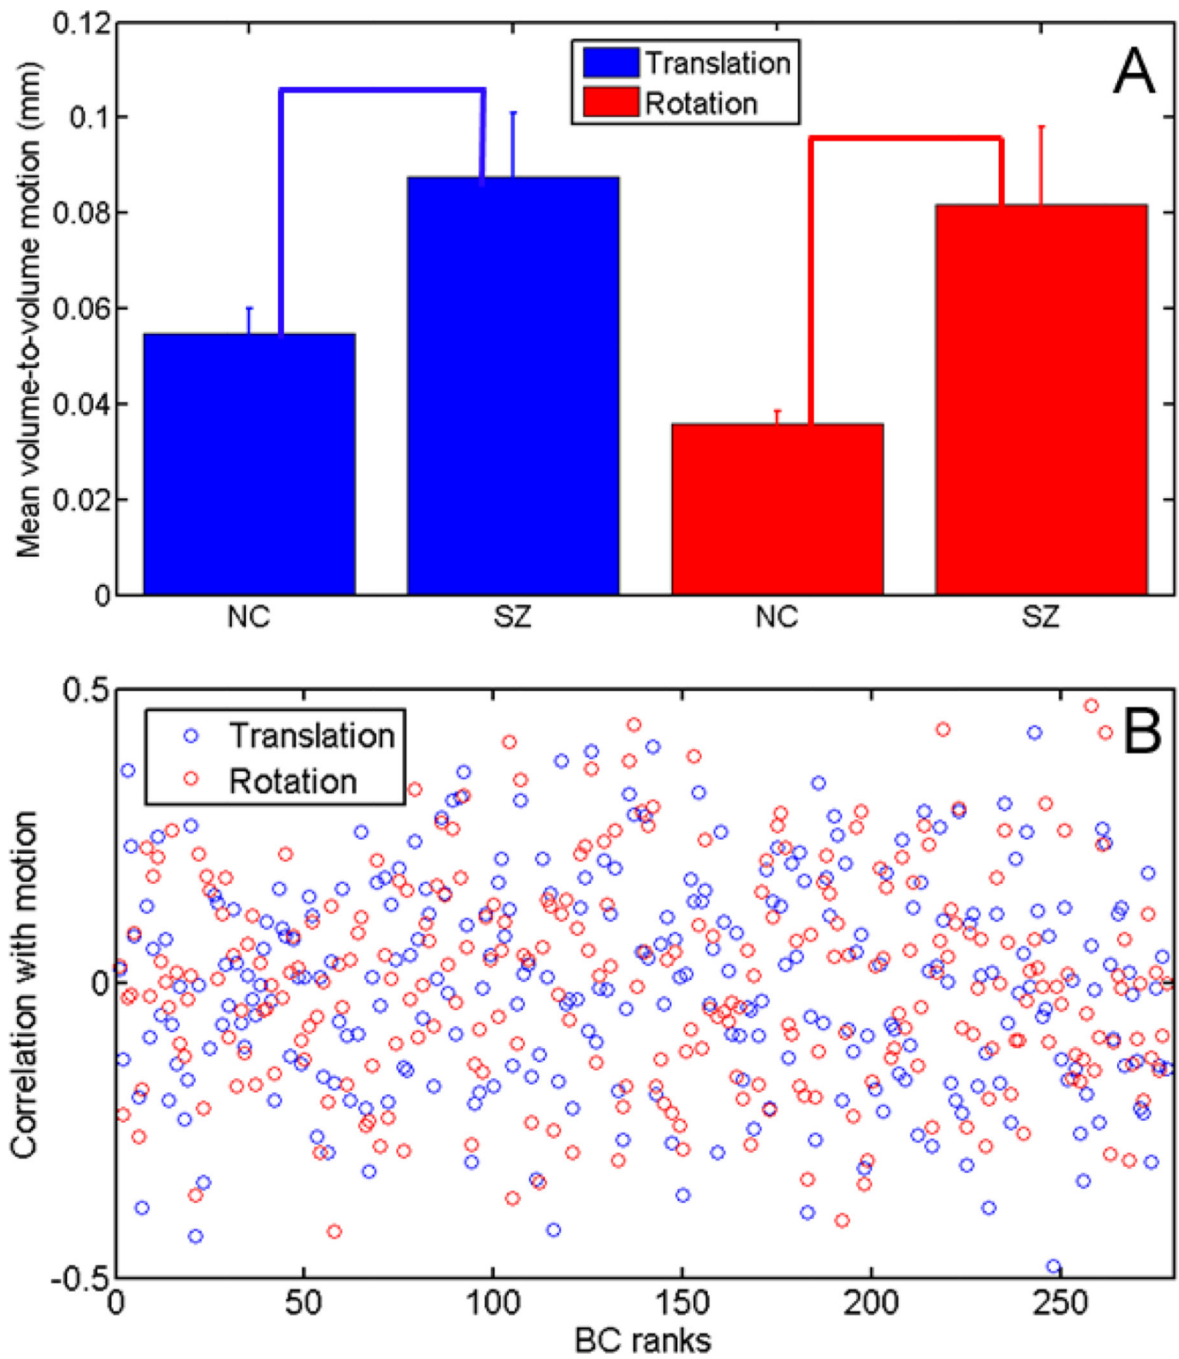 A
Mean volume-to-volume motion (mm)
0.12
0.1
0.08
0.06
0.04
0.02
0
Translation
Rotation
NC SZ NC SZ
B
Correlation with motion
0.5
0
-0.5
Translation
Rotation
0 50 100 150 200 250
BC ranks